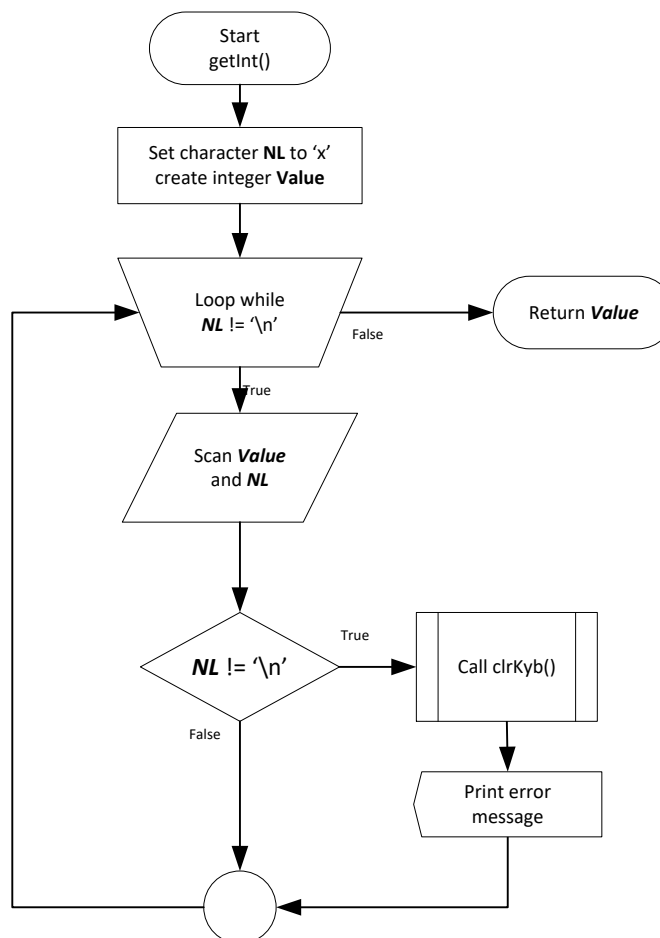 Start
getInt()
Set character NL to ‘x’
create integer Value
Loop while
NL != ‘\n’
False
Return Value
True
Scan Value
and NL
NL != ‘\n’
True
Call clrKyb()
False
Print error
message